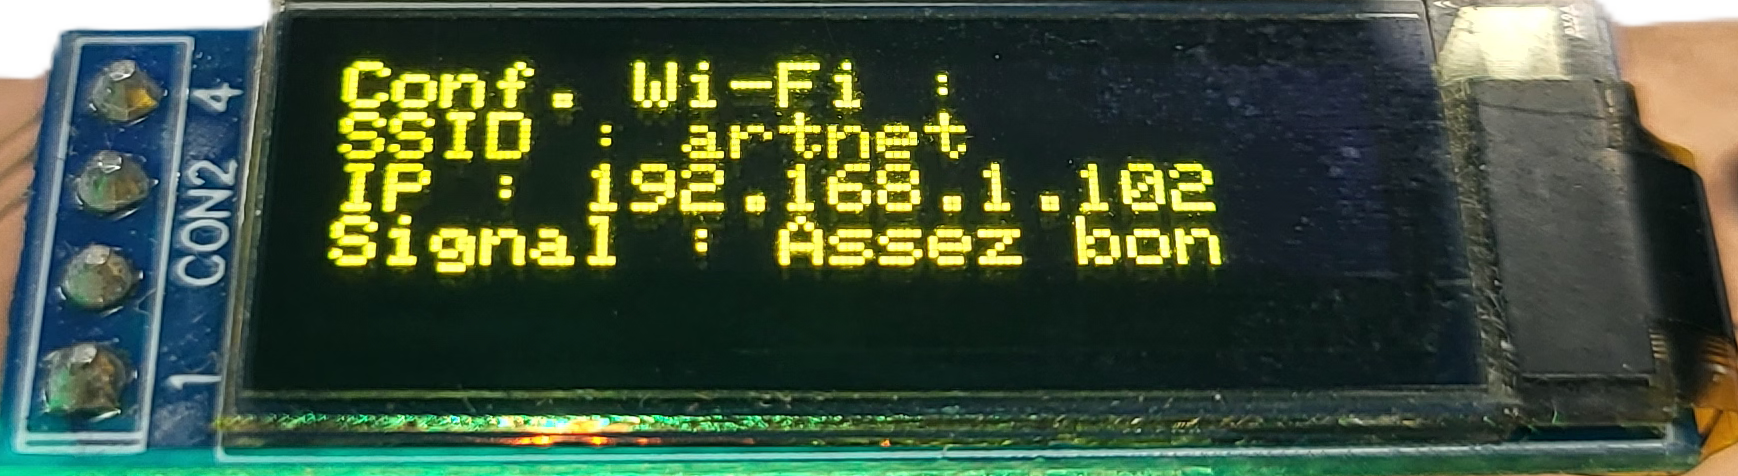 Conf. Wi-Fi :
SSID : artnet
IP : 192.168.1.102
Signal : Assez bon
4
CON2
1